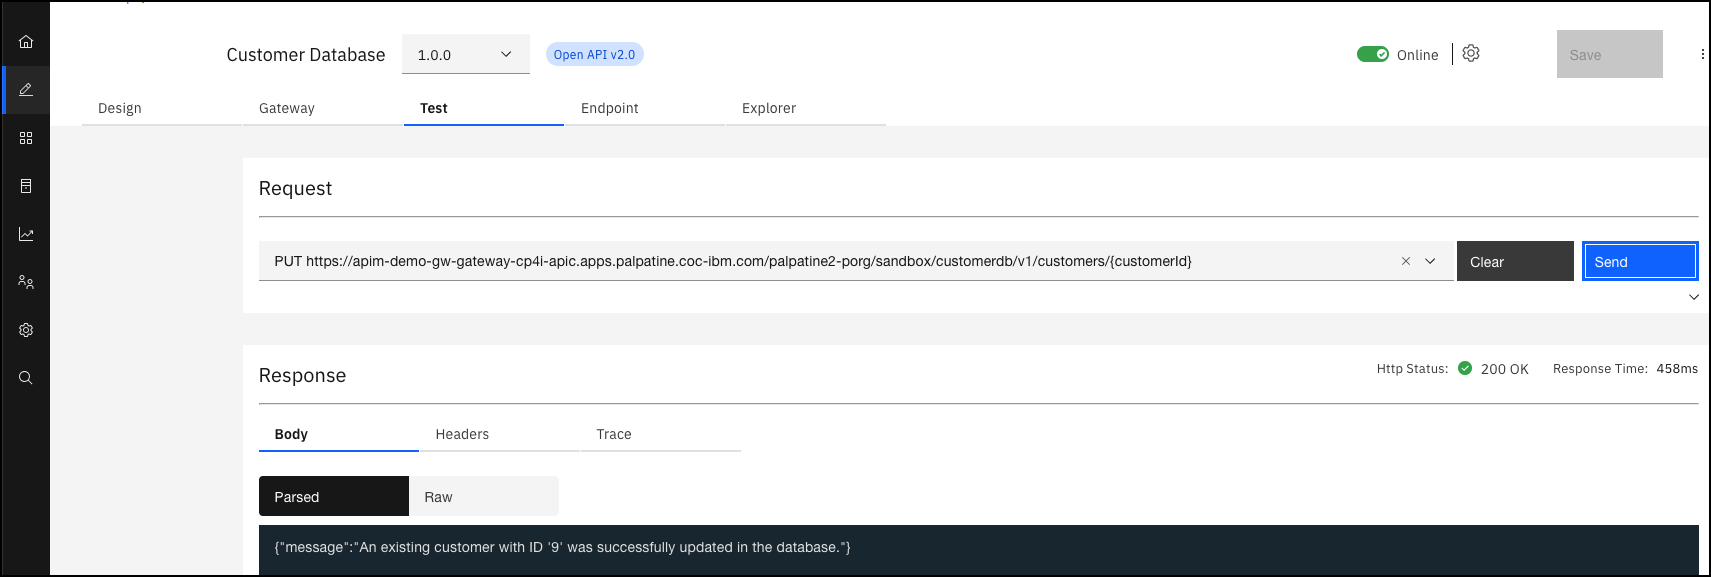 Customer Database 1.0.0 Open API v2.0 Online Save
Design Gateway Test Endpoint Explorer
Request
PUT https://apim-demo-gw-gateway-cp4i-apic.apps.palpatine.coc-ibm.com/palpatine2-porg/sandbox/customerdb/v1/customers/{customerId} Clear Send
Response Http Status: 200 OK Response Time: 458ms
Body Headers Trace
Parsed Raw
{"message":"An existing customer with ID '9' was successfully updated in the database."}